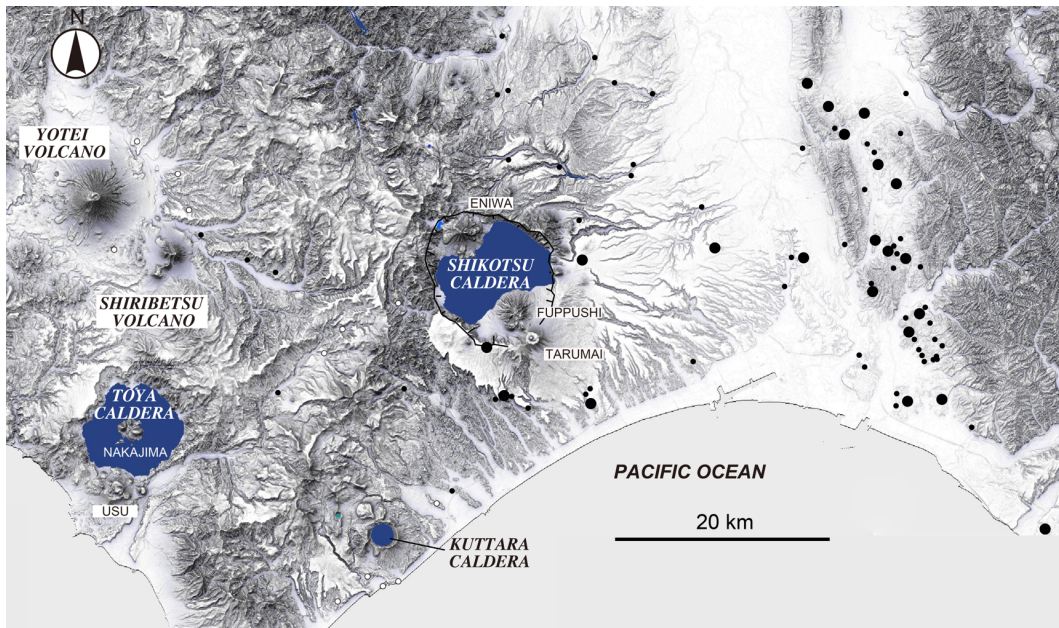 N
YOTEI
VOLCANO
ENIWA
SHIKOTSU
CALDERA
SHIRIBETSU
VOLCANO
FUPPUSHI
TARUMAI
TOYA
CALDERA
NAKAJIMA
USU
PACIFIC OCEAN
20 km
KUTTARA
CALDERA